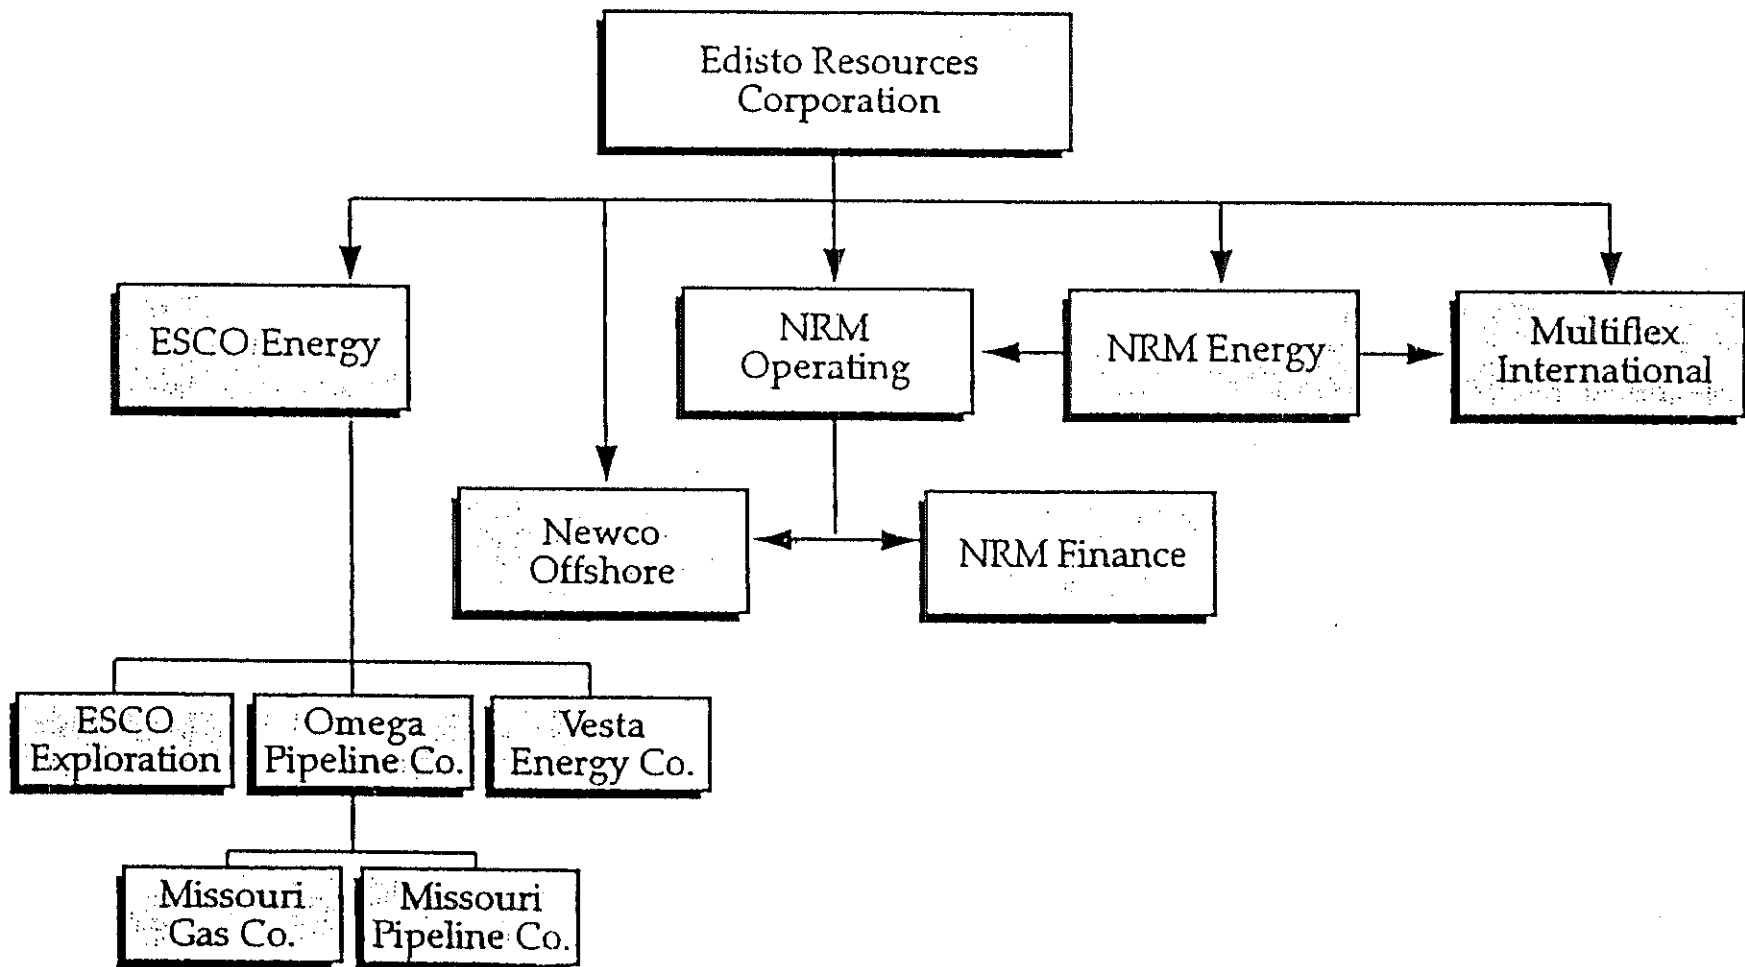 Edisto Resources
Corporation
ESCO Energy
NRM
Operating
NRM Energy
Multiflex
International
Newco
Offshore
NRM Finance
ESCO
Exploration
Omega
Pipeline Co.
Vesta
Energy Co.
Missouri
Gas Co.
Missouri
Pipeline Co.